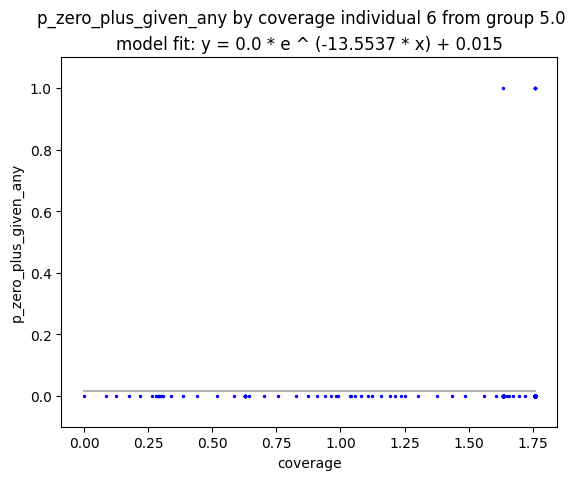 p_zero_plus_given_any by coverage individual 6 from group 5.0
model fit: y = 0.0 * e ^ (-13.5537 * x) + 0.015
1.0
0.8
0.6
0.4
0.2
0.0
p_zero_plus_given_any
0.00 0.25 0.50 0.75 1.00 1.25 1.50 1.75
coverage